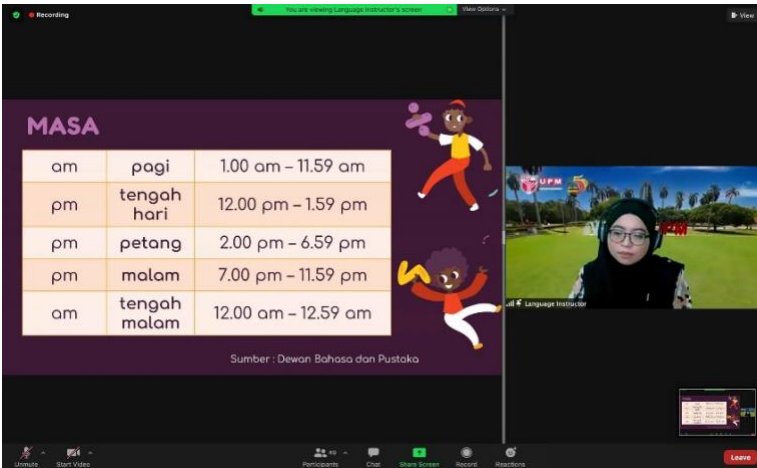 Recording
You are viewing Language Instructor's screen
View Options
View
MASA
am pagi 1.00 am – 11.59 am
pm tengah hari 12.00 pm – 1.59 pm
pm petang 2.00 pm – 6.59 pm
pm malam 7.00 pm – 11.59 pm
am tengah malam 12.00 am – 12.59 am
Sumber : Dewan Bahasa dan Pustaka
UPM
Language Instructor
Unmute
Start Video
Participants
Chat
Share Screen
Record
Reactions
Leave